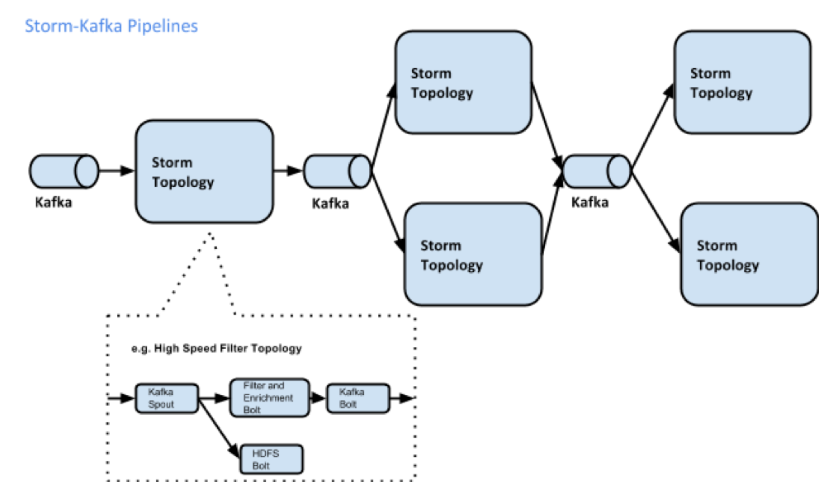 Storm-Kafka Pipelines
Storm
Topology
Storm
Topology
Storm
Topology
Kafka
Kafka
Kafka
Storm
Topology
Storm
Topology
e.g. High Speed Filter Topology
Kafka
Spout
Filter and
Enrichment
Bolt
Kafka
Bolt
HDFS
Bolt